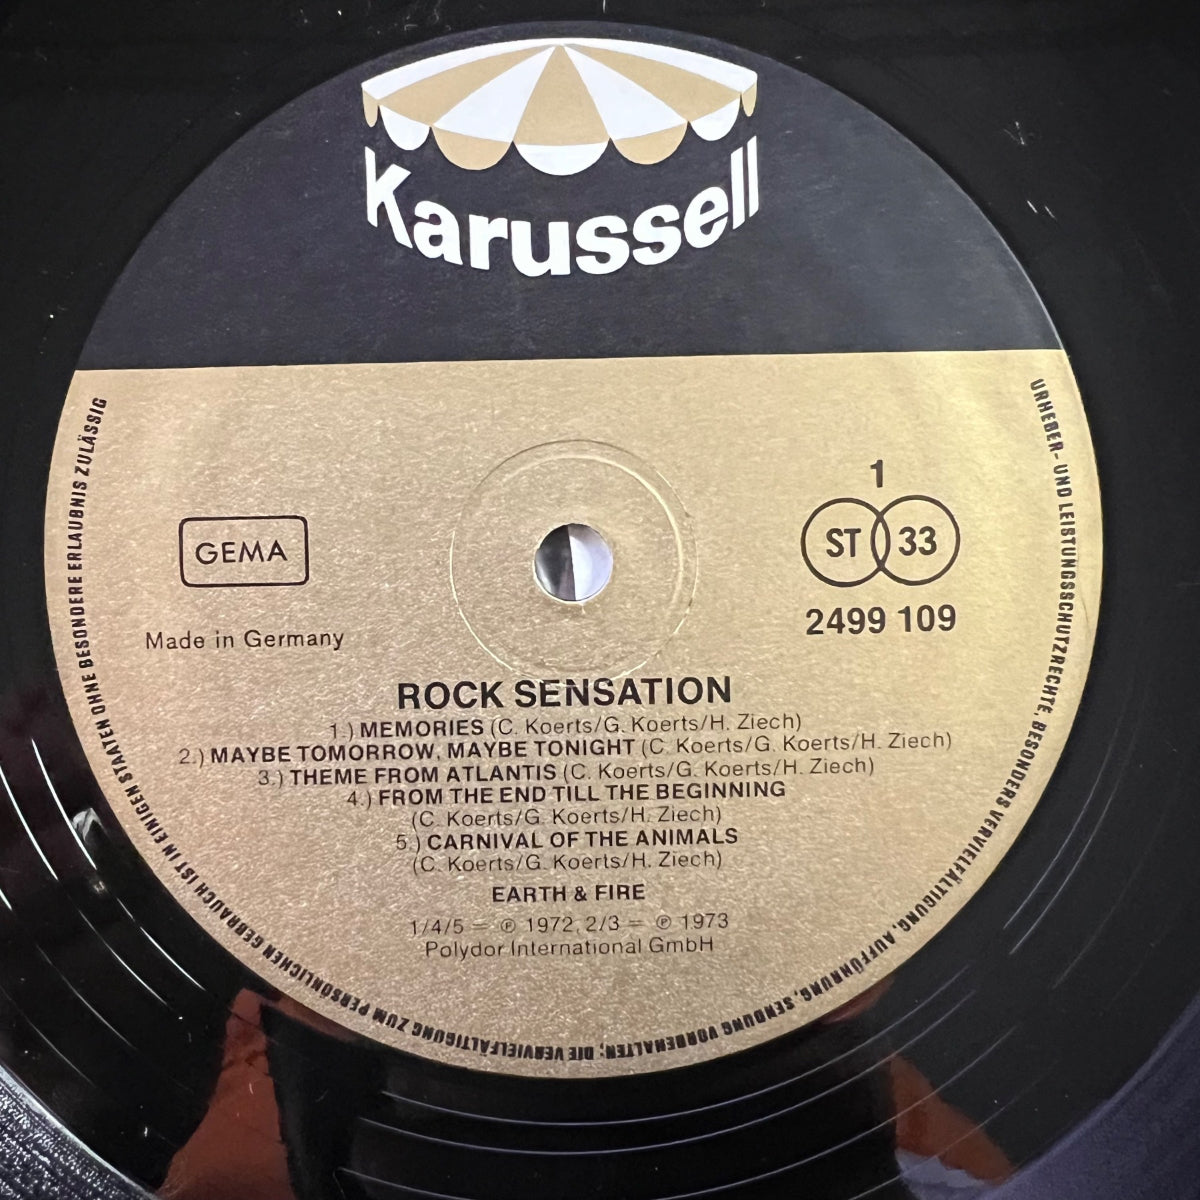 Karussell
1
GEMA
ST 33
2499 109
Made in Germany
ROCK SENSATION
1.) MEMORIES (C. Koerts/G. Koerts/H. Ziech)
2.) MAYBE TOMORROW, MAYBE TONIGHT (C. Koerts/G. Koerts/H. Ziech)
3.) THEME FROM ATLANTIS (C. Koerts/G. Koerts/H. Ziech)
4.) FROM THE END TILL THE BEGINNING
(C. Koerts/G. Koerts/H. Ziech)
5.) CARNIVAL OF THE ANIMALS
(C. Koerts/G. Koerts/H. Ziech)
EARTH & FIRE
1/4/5 = ℗ 1972, 2/3 = ℗ 1973
Polydor International GmbH
URHEBER- UND LEISTUNGSSCHUTZRECHTE, BESONDERS VERVIELFÄLTIGUNG, AUFFÜHRUNG, SENDUNG VORBEHALTEN; DIE VERVIELFÄLTIGUNG ZUM PERSÖNLICHEN GEBRAUCH IST IN EINIGEN STAATEN OHNE BESONDERE ERLAUBNIS ZULÄSSIG